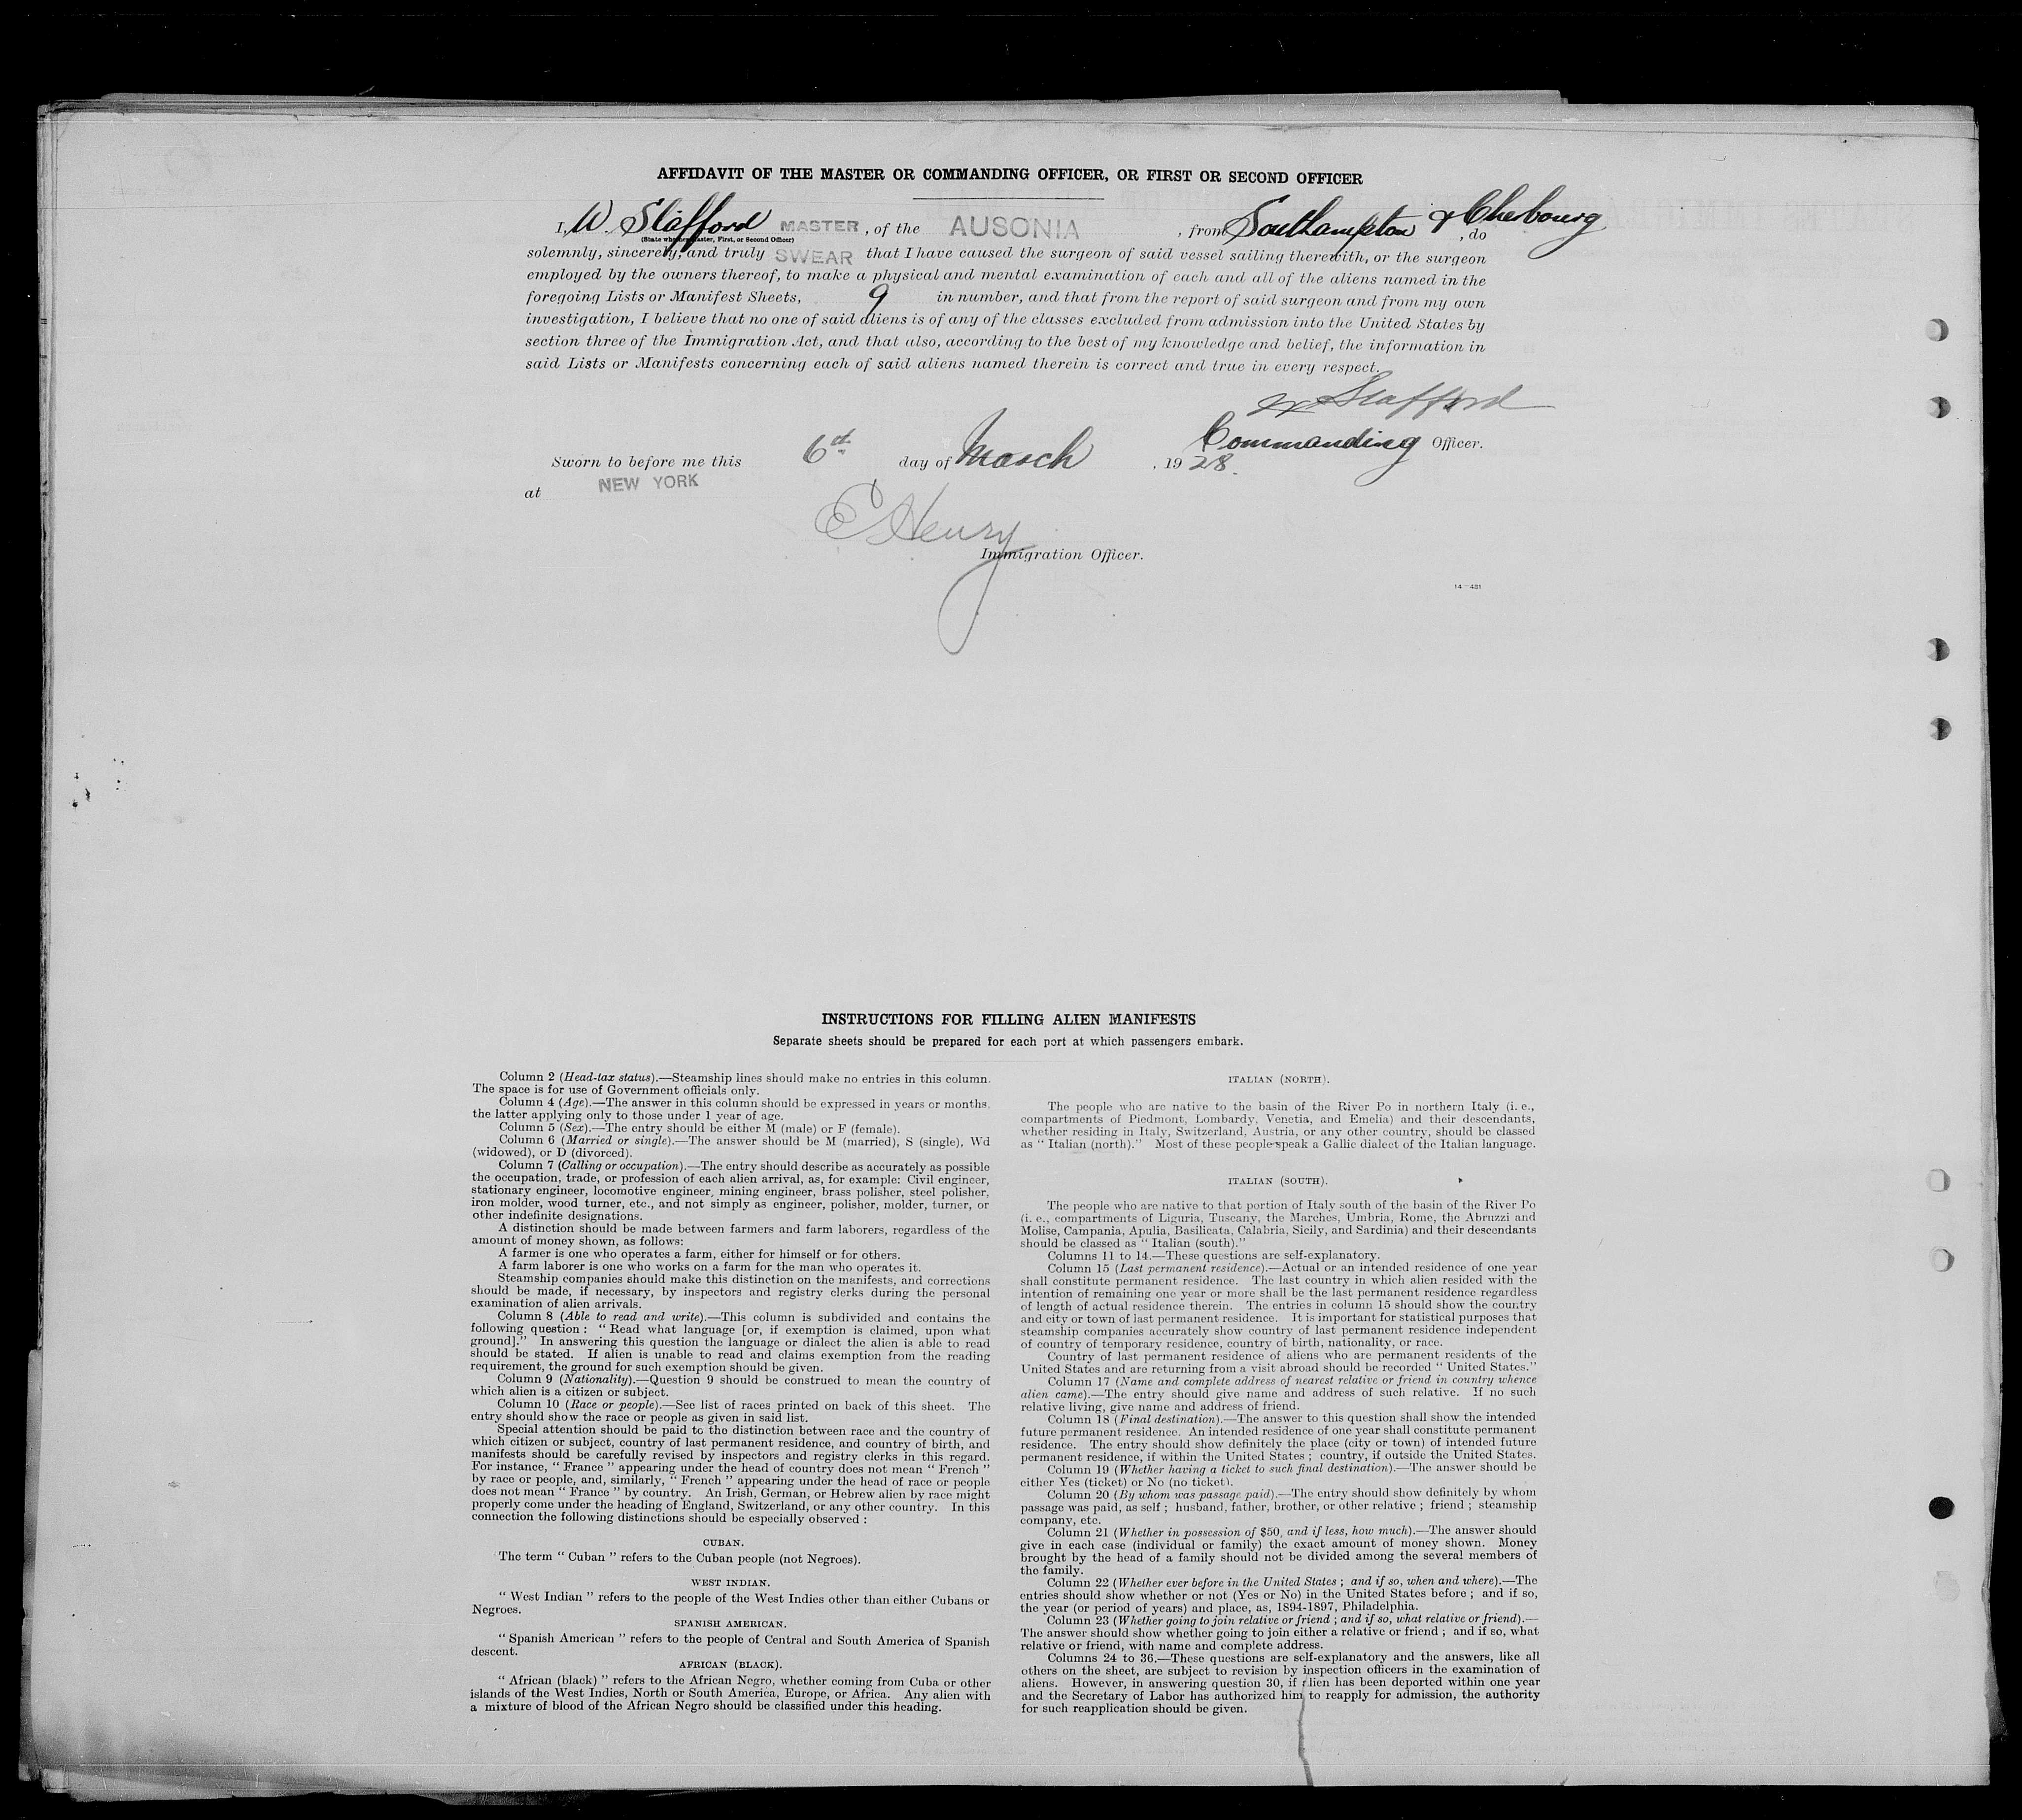 AFFIDAVIT OF THE MASTER OR COMMANDING OFFICER, OR FIRST OR SECOND OFFICER
I, W. Stafford MASTER, of the AUSONIA, from Southampton & Cherbourg, do
(State whether Master, First, or Second Officer)
solemnly, sincerely, and truly SWEAR that I have caused the surgeon of said vessel sailing therewith, or the surgeon
employed by the owners thereof, to make a physical and mental examination of each and all of the aliens named in the
foregoing Lists or Manifest Sheets, 9 in number, and that from the report of said surgeon and from my own
investigation, I believe that no one of said aliens is of any of the classes excluded from admission into the United States by
section three of the Immigration Act, and that also, according to the best of my knowledge and belief, the information in
said Lists or Manifests concerning each of said aliens named therein is correct and true in every respect.
W Stafford
Commanding Officer.
Sworn to before me this 6th day of March, 1928.
at NEW YORK
E Henry
Immigration Officer.
14—431
INSTRUCTIONS FOR FILLING ALIEN MANIFESTS
Separate sheets should be prepared for each port at which passengers embark.
Column 2 (Head-tax status).—Steamship lines should make no entries in this column.
The space is for use of Government officials only.
Column 4 (Age).—The answer in this column should be expressed in years or months,
the latter applying only to those under 1 year of age.
Column 5 (Sex).—The entry should be either M (male) or F (female).
Column 6 (Married or single).—The answer should be M (married), S (single), Wd
(widowed), or D (divorced).
Column 7 (Calling or occupation).—The entry should describe as accurately as possible
the occupation, trade, or profession of each alien arrival, as, for example: Civil engineer,
stationary engineer, locomotive engineer, mining engineer, brass polisher, steel polisher,
iron molder, wood turner, etc., and not simply as engineer, polisher, molder, turner, or
other indefinite designations.
A distinction should be made between farmers and farm laborers, regardless of the
amount of money shown, as follows:
A farmer is one who operates a farm, either for himself or for others.
A farm laborer is one who works on a farm for the man who operates it.
Steamship companies should make this distinction on the manifests, and corrections
should be made, if necessary, by inspectors and registry clerks during the personal
examination of alien arrivals.
Column 8 (Able to read and write).—This column is subdivided and contains the
following question: "Read what language [or, if exemption is claimed, upon what
ground]." In answering this question the language or dialect the alien is able to read
should be stated. If alien is unable to read and claims exemption from the reading
requirement, the ground for such exemption should be given.
Column 9 (Nationality).—Question 9 should be construed to mean the country of
which alien is a citizen or subject.
Column 10 (Race or people).—See list of races printed on back of this sheet. The
entry should show the race or people as given in said list.
Special attention should be paid to the distinction between race and the country of
which citizen or subject, country of last permanent residence, and country of birth, and
manifests should be carefully revised by inspectors and registry clerks in this regard.
For instance, "France" appearing under the head of country does not mean "French"
by race or people, and, similarly, "French" appearing under the head of race or people
does not mean "France" by country. An Irish, German, or Hebrew alien by race might
properly come under the heading of England, Switzerland, or any other country. In this
connection the following distinctions should be especially observed:
CUBAN.
The term "Cuban" refers to the Cuban people (not Negroes).
WEST INDIAN.
"West Indian" refers to the people of the West Indies other than either Cubans or
Negroes.
SPANISH AMERICAN.
"Spanish American" refers to the people of Central and South America of Spanish
descent.
AFRICAN (BLACK).
"African (black)" refers to the African Negro, whether coming from Cuba or other
islands of the West Indies, North or South America, Europe, or Africa. Any alien with
a mixture of blood of the African Negro should be classified under this heading.
ITALIAN (NORTH).
The people who are native to the basin of the River Po in northern Italy (i. e.,
compartments of Piedmont, Lombardy, Venetia, and Emelia) and their descendants,
whether residing in Italy, Switzerland, Austria, or any other country, should be classed
as "Italian (north)." Most of these people speak a Gallic dialect of the Italian language.
ITALIAN (SOUTH).
The people who are native to that portion of Italy south of the basin of the River Po
(i. e., compartments of Liguria, Tuscany, the Marches, Umbria, Rome, the Abruzzi and
Molise, Campania, Apulia, Basilicata, Calabria, Sicily, and Sardinia) and their descendants
should be classed as "Italian (south)."
Columns 11 to 14.—These questions are self-explanatory.
Column 15 (Last permanent residence).—Actual or an intended residence of one year
shall constitute permanent residence. The last country in which alien resided with the
intention of remaining one year or more shall be the last permanent residence regardless
of length of actual residence therein. The entries in column 15 should show the country
and city or town of last permanent residence. It is important for statistical purposes that
steamship companies accurately show country of last permanent residence independent
of country of temporary residence, country of birth, nationality, or race.
Country of last permanent residence of aliens who are permanent residents of the
United States and are returning from a visit abroad should be recorded "United States."
Column 17 (Name and complete address of nearest relative or friend in country whence
alien came).—The entry should give name and address of such relative. If no such
relative living, give name and address of friend.
Column 18 (Final destination).—The answer to this question shall show the intended
future permanent residence. An intended residence of one year shall constitute permanent
residence. The entry should show definitely the place (city or town) of intended future
permanent residence, if within the United States; country, if outside the United States.
Column 19 (Whether having a ticket to such final destination).—The answer should be
either Yes (ticket) or No (no ticket).
Column 20 (By whom was passage paid).—The entry should show definitely by whom
passage was paid, as self; husband, father, brother, or other relative; friend; steamship
company, etc.
Column 21 (Whether in possession of $50, and if less, how much).—The answer should
give in each case (individual or family) the exact amount of money shown. Money
brought by the head of a family should not be divided among the several members of
the family.
Column 22 (Whether ever before in the United States; and if so, when and where).—The
entries should show whether or not (Yes or No) in the United States before; and if so,
the year (or period of years) and place, as, 1894-1897, Philadelphia.
Column 23 (Whether going to join relative or friend; and if so, what relative or friend).—
The answer should show whether going to join either a relative or friend; and if so, what
relative or friend, with name and complete address.
Columns 24 to 36.—These questions are self-explanatory and the answers, like all
others on the sheet, are subject to revision by inspection officers in the examination of
aliens. However, in answering question 30, if alien has been deported within one year
and the Secretary of Labor has authorized him to reapply for admission, the authority
for such reapplication should be given.